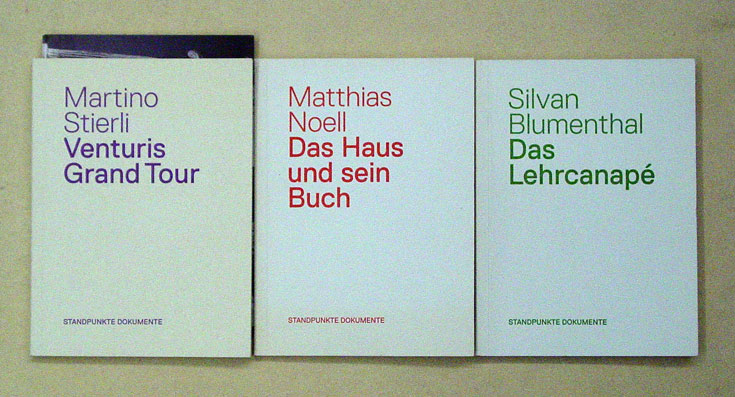 Martino
Stierli
Venturis
Grand Tour
STANDPUNKTE DOKUMENTE
Matthias
Noell
Das Haus
und sein
Buch
STANDPUNKTE DOKUMENTE
Silvan
Blumenthal
Das
Lehrcanapé
STANDPUNKTE DOKUMENTE